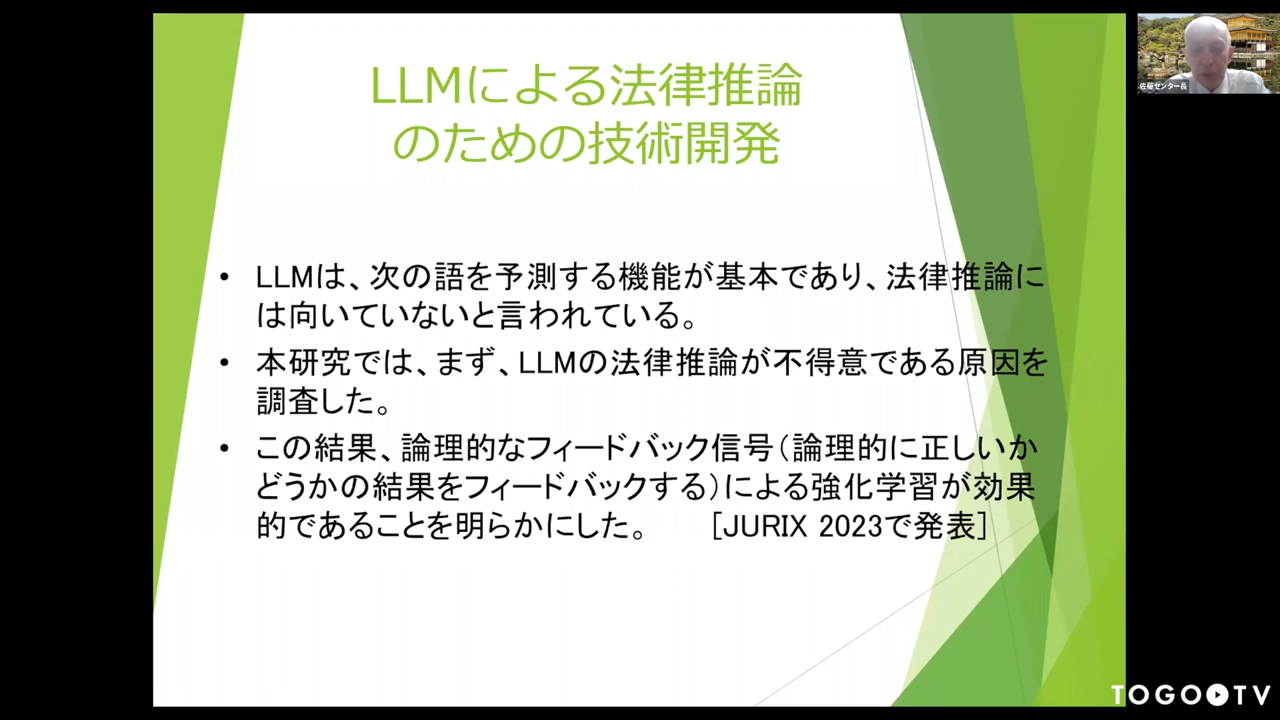 LLMによる法律推論
のための技術開発
• LLMは、次の語を予測する機能が基本であり、法律推論に
は向いていないと言われている。
• 本研究では、まず、LLMの法律推論が不得意である原因を
調査した。
• この結果、論理的なフィードバック信号(論理的に正しいか
どうかの結果をフィードバックする)による強化学習が効果
的であることを明らかにした。 [JURIX 2023で発表]
佐藤センター長
TOGOTV